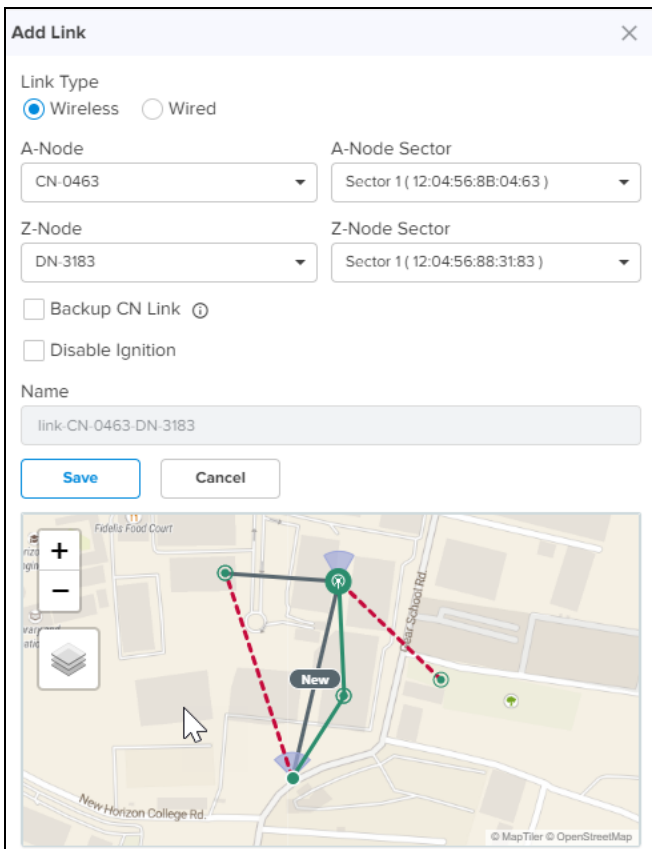 Add Link
Link Type
Wireless Wired
A-Node A-Node Sector
CN-0463 Sector 1 ( 12:04:56:8B:04:63 )
Z-Node Z-Node Sector
DN-3183 Sector 1 ( 12:04:56:88:31:83 )
Backup CN Link
Disable Ignition
Name
link-CN-0463-DN-3183
Save Cancel
Fidelis Food Court
+
−
School Rd.
New
New Horizon College Rd.
© MapTiler © OpenStreetMap